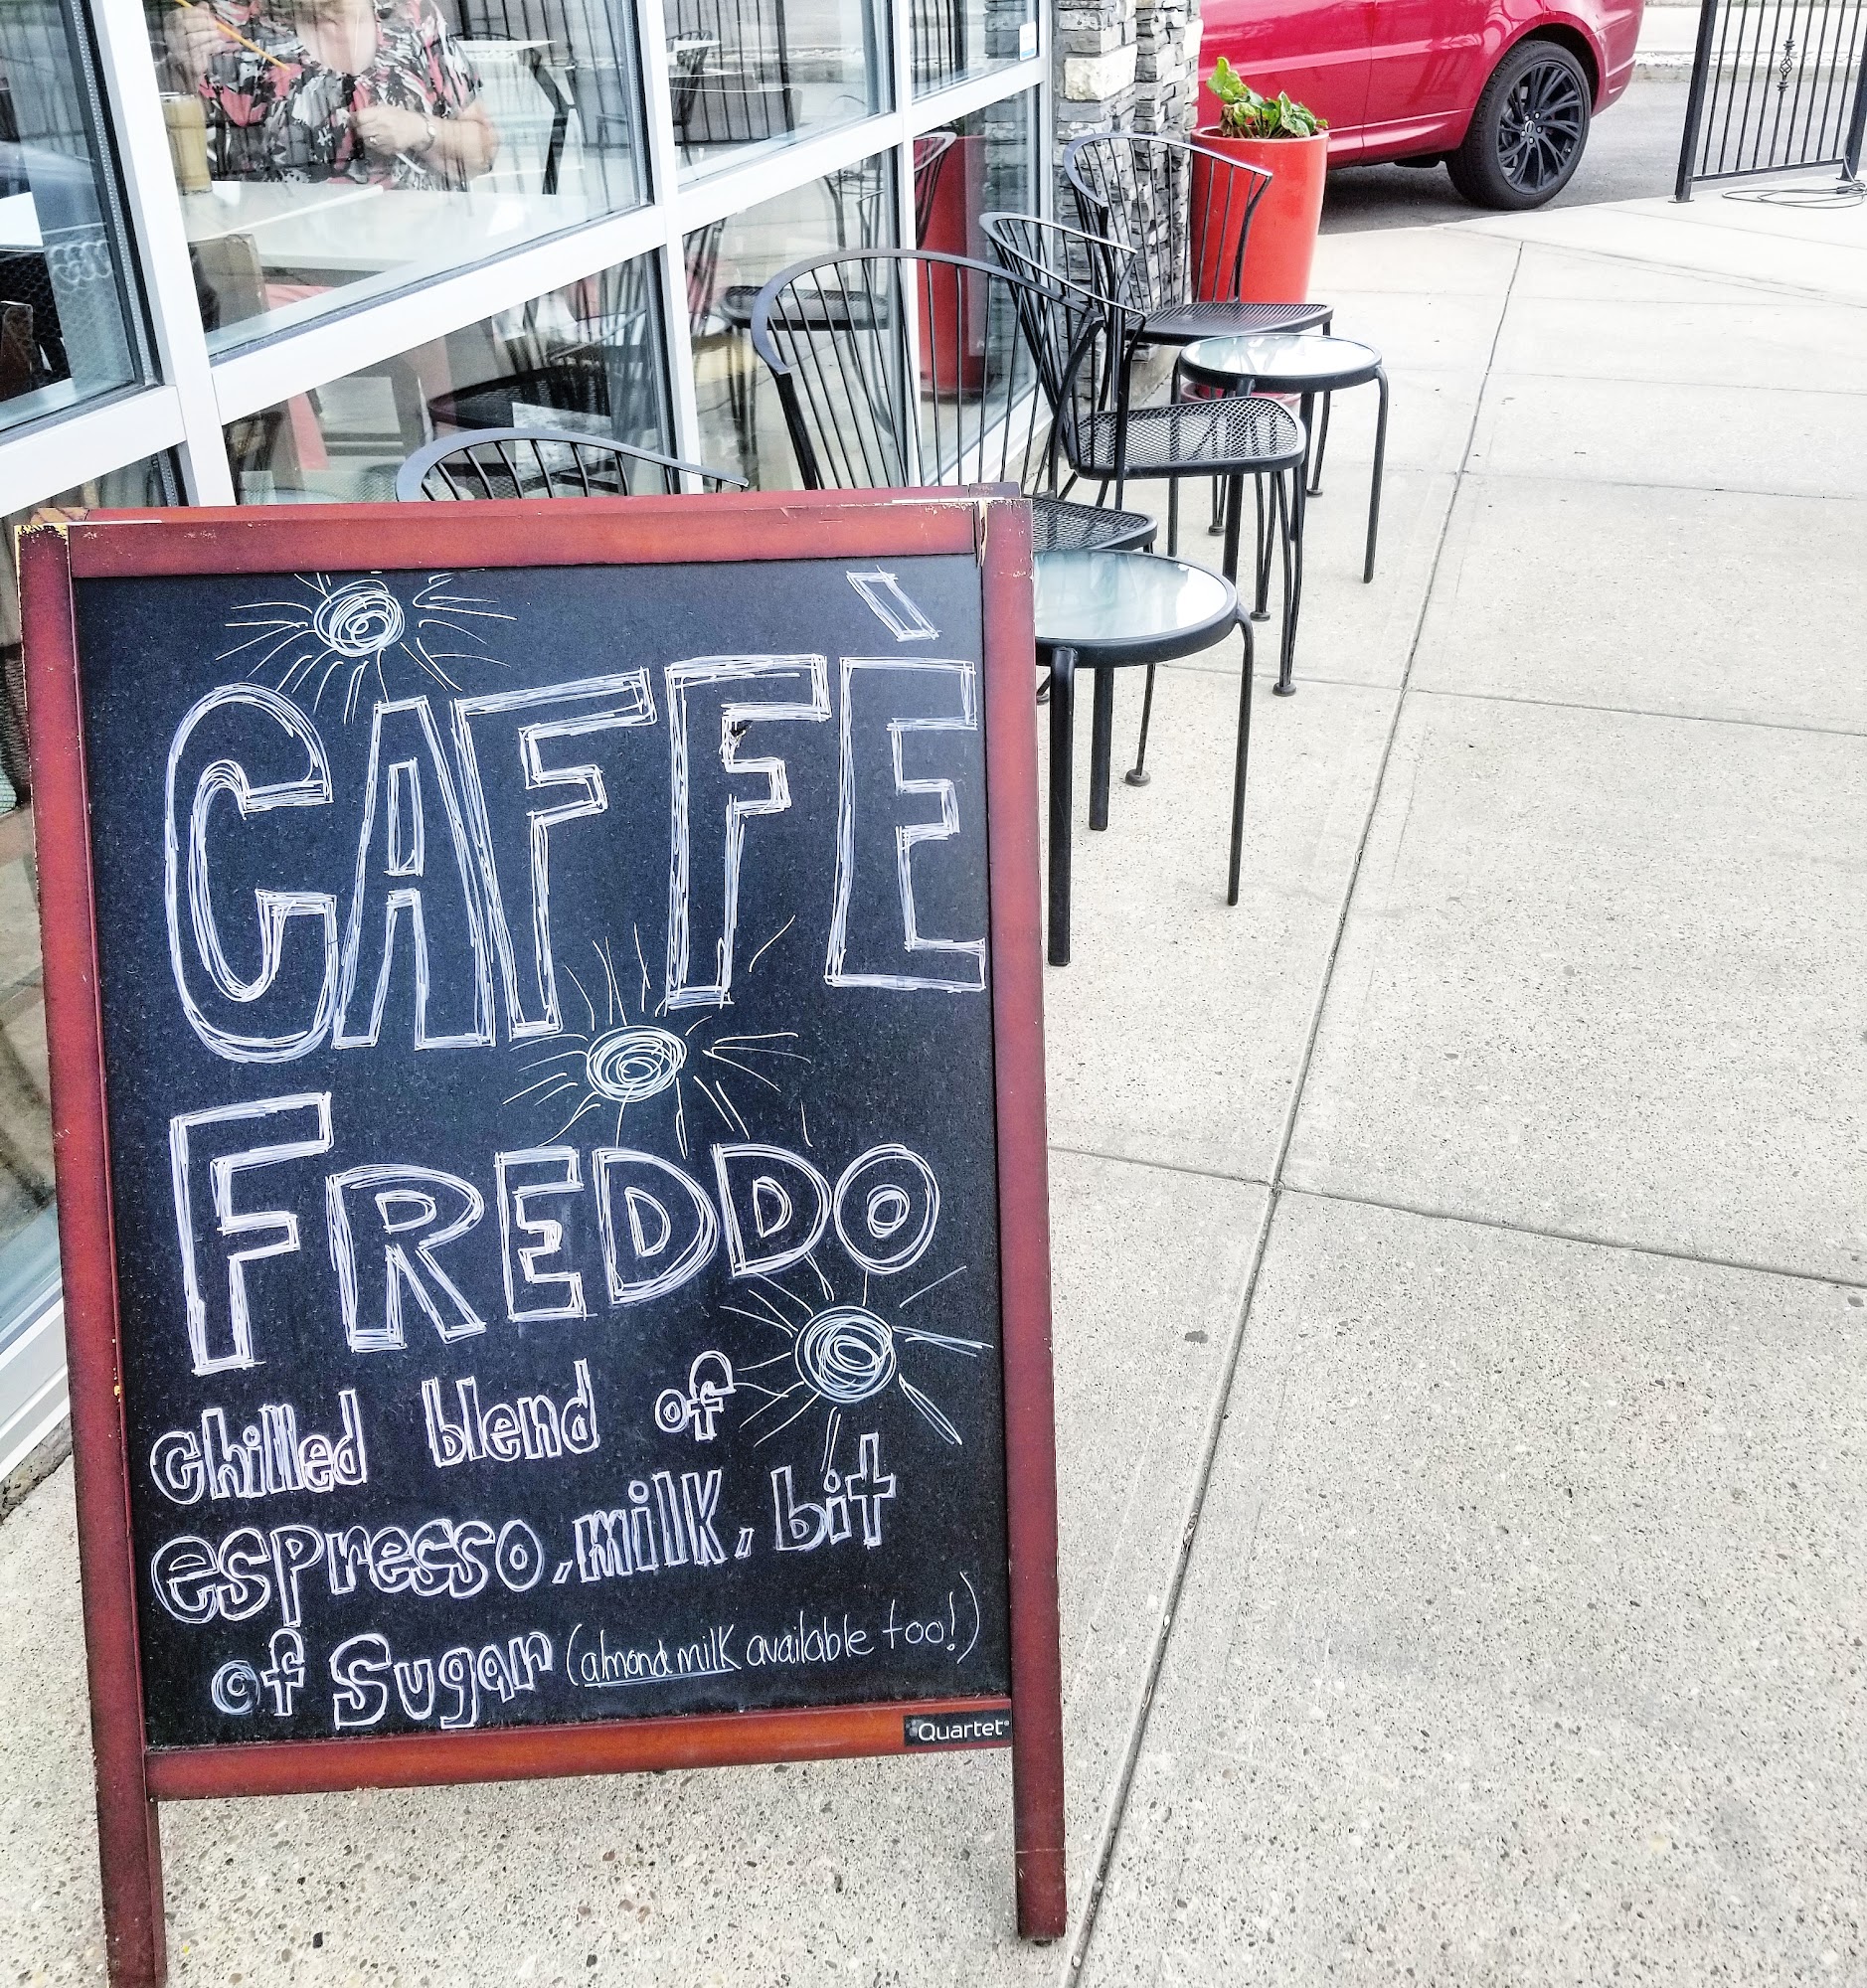 CAFFÈ
FREDDO
chilled blend of
espresso, milk, bit
of Sugar (almond milk available too!)
Quartet